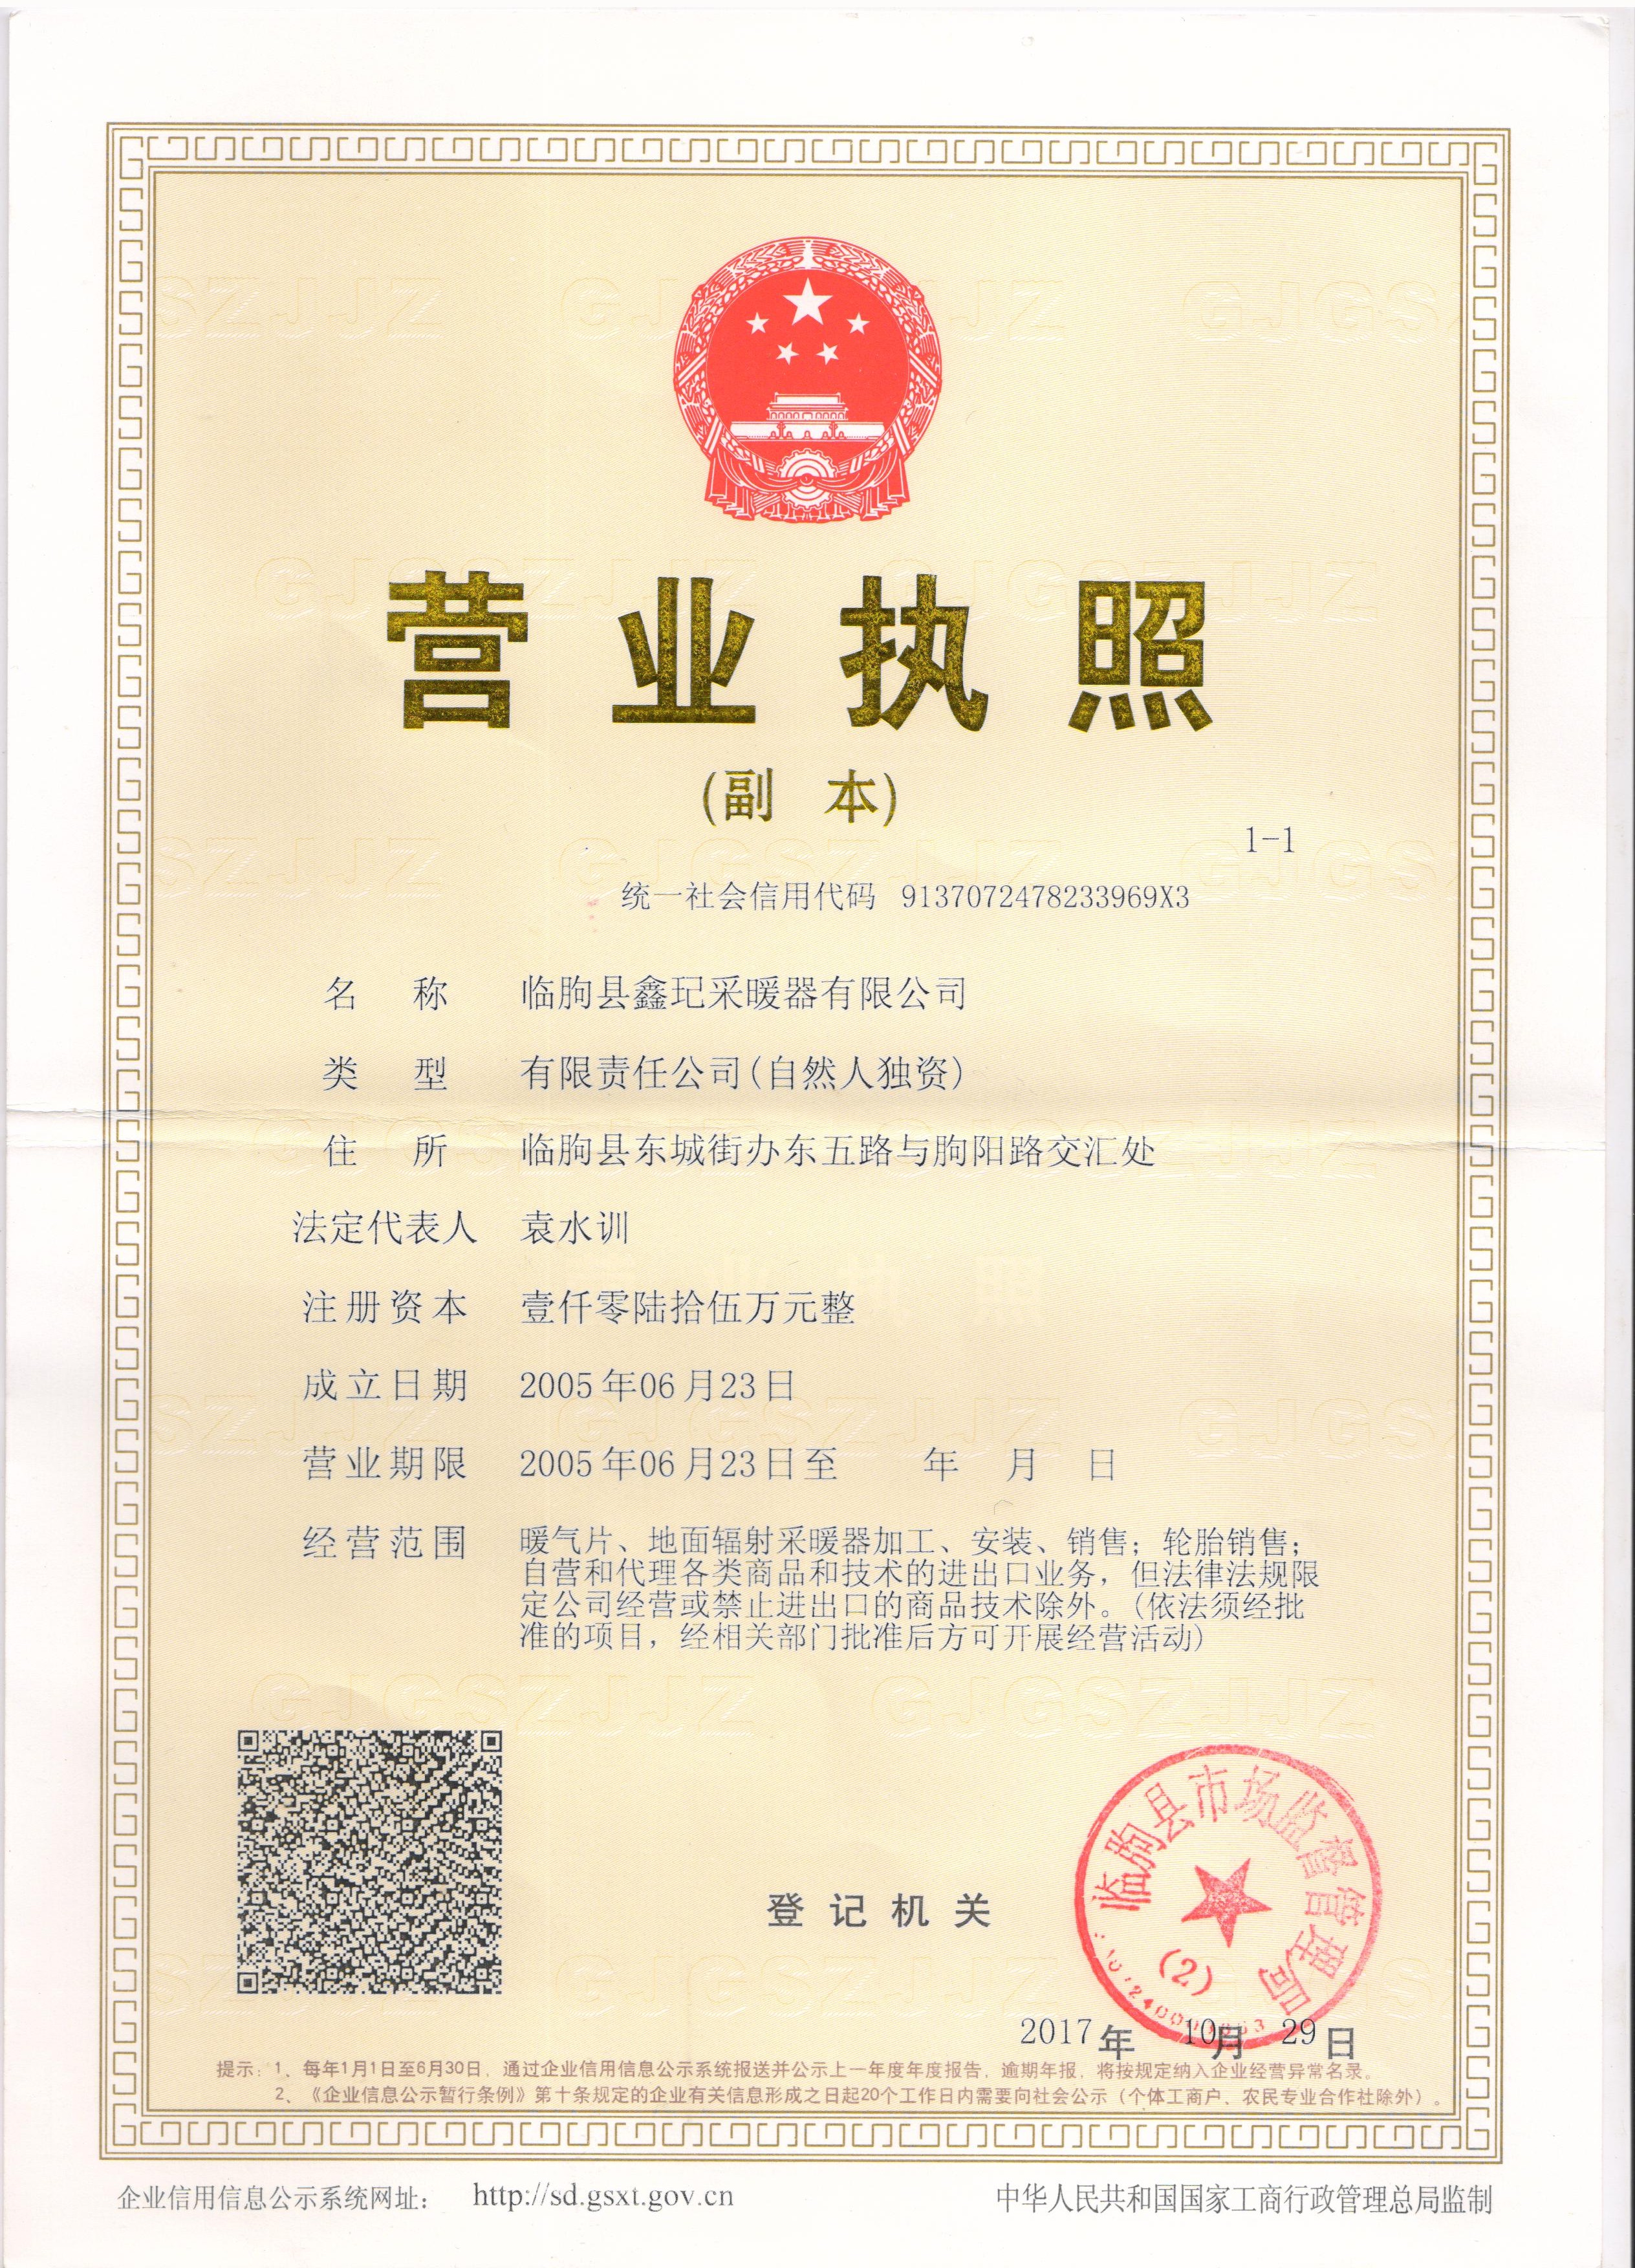 营业执照
(副 本)
1-1
统一社会信用代码 9137072478233969X3
名 称 临朐县鑫玘采暖器有限公司
类 型 有限责任公司(自然人独资)
住 所 临朐县东城街办东五路与朐阳路交汇处
法定代表人 袁水训
注册资本 壹仟零陆拾伍万元整
成立日期 2005年06月23日
营业期限 2005年06月23日至 年 月 日
经营范围 暖气片、地面辐射采暖器加工、安装、销售；轮胎销售；
自营和代理各类商品和技术的进出口业务，但法律法规限
定公司经营或禁止进出口的商品技术除外。(依法须经批
准的项目，经相关部门批准后方可开展经营活动)
临朐县市场监督管理局
(2)
登记机关
2017年 10月 29日
提示：1、每年1月1日至6月30日，通过企业信用信息公示系统报送并公示上一年度年度报告，逾期年报，将按规定纳入企业经营异常名录。
2、《企业信息公示暂行条例》第十条规定的企业有关信息形成之日起20个工作日内需要向社会公示（个体工商户、农民专业合作社除外）。
企业信用信息公示系统网址： http://sd.gsxt.gov.cn
中华人民共和国国家工商行政管理总局监制